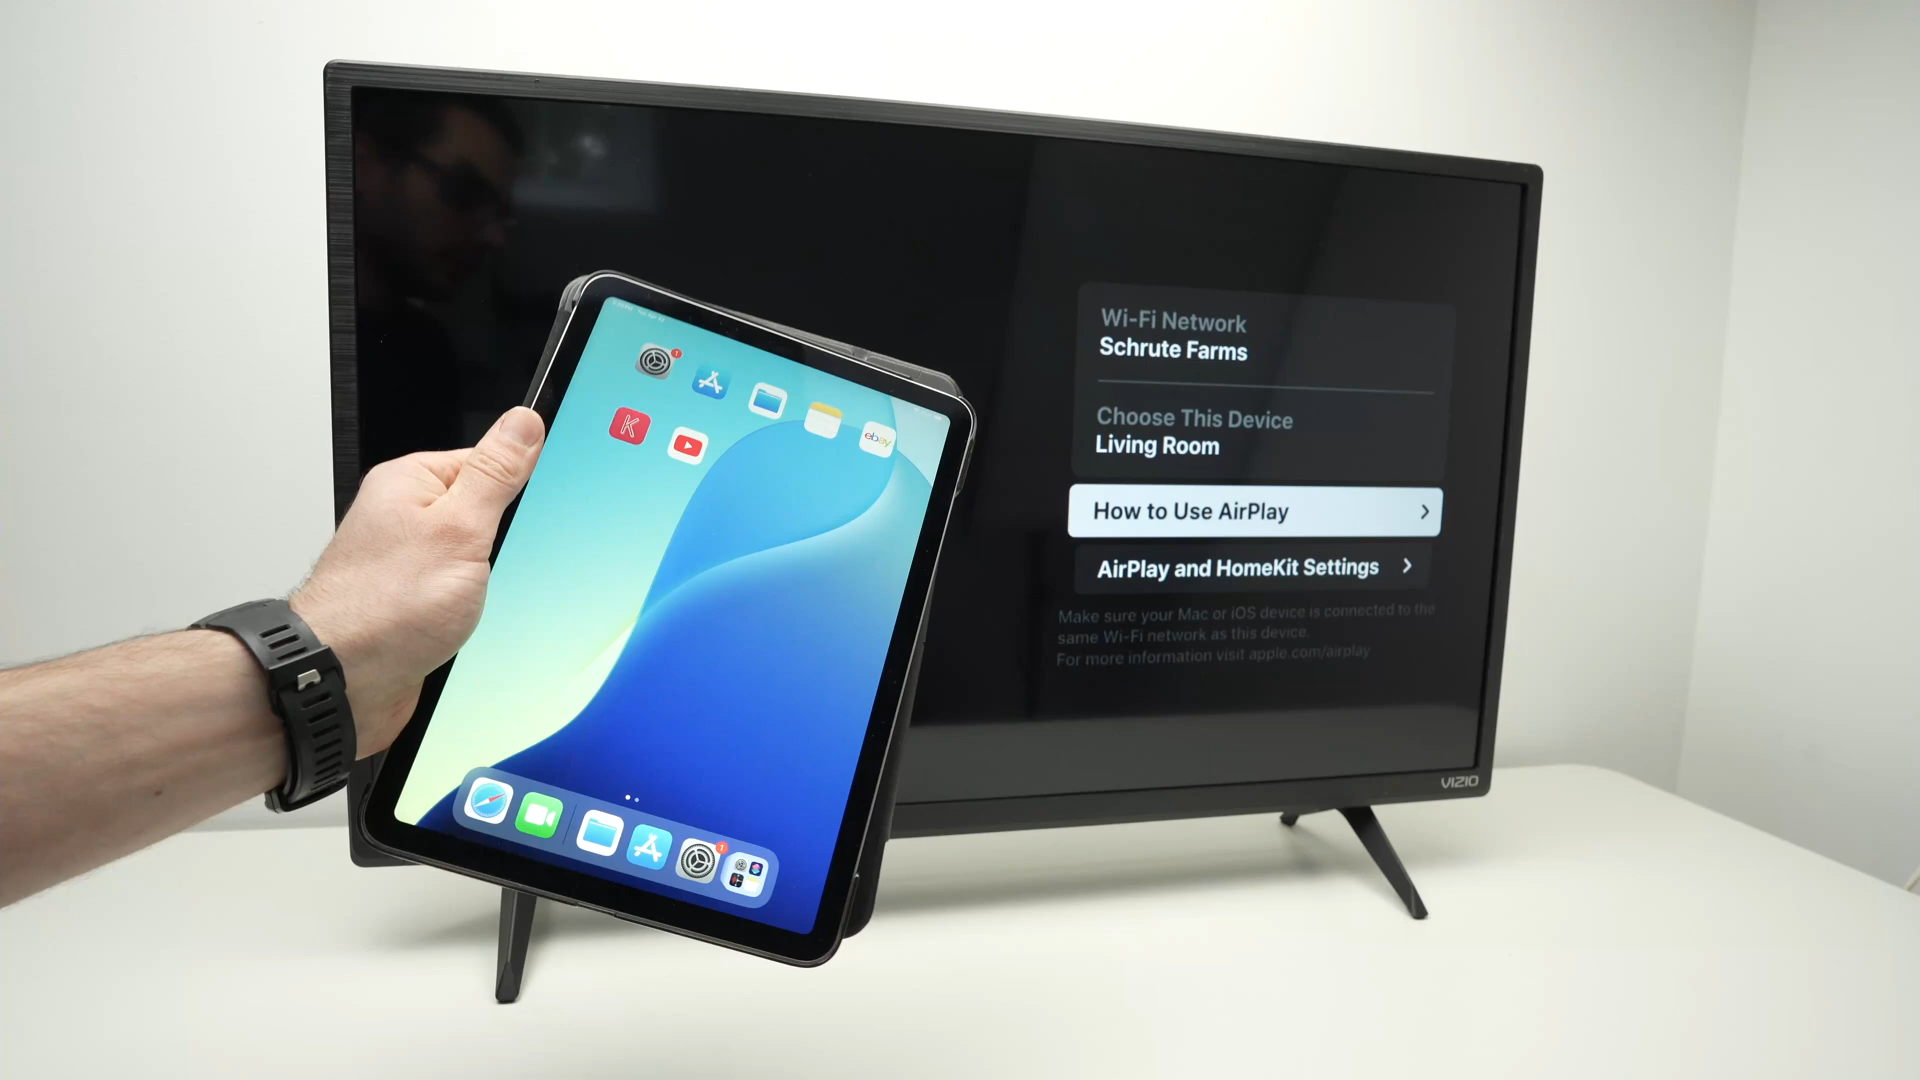 Wi-Fi Network
Schrute Farms
Choose This Device
Living Room
How to Use AirPlay
AirPlay and HomeKit Settings
Make sure your Mac or iOS device is connected to the
same Wi-Fi network as this device.
For more information visit apple.com/airplay
1
K
ebay
1
VIZIO